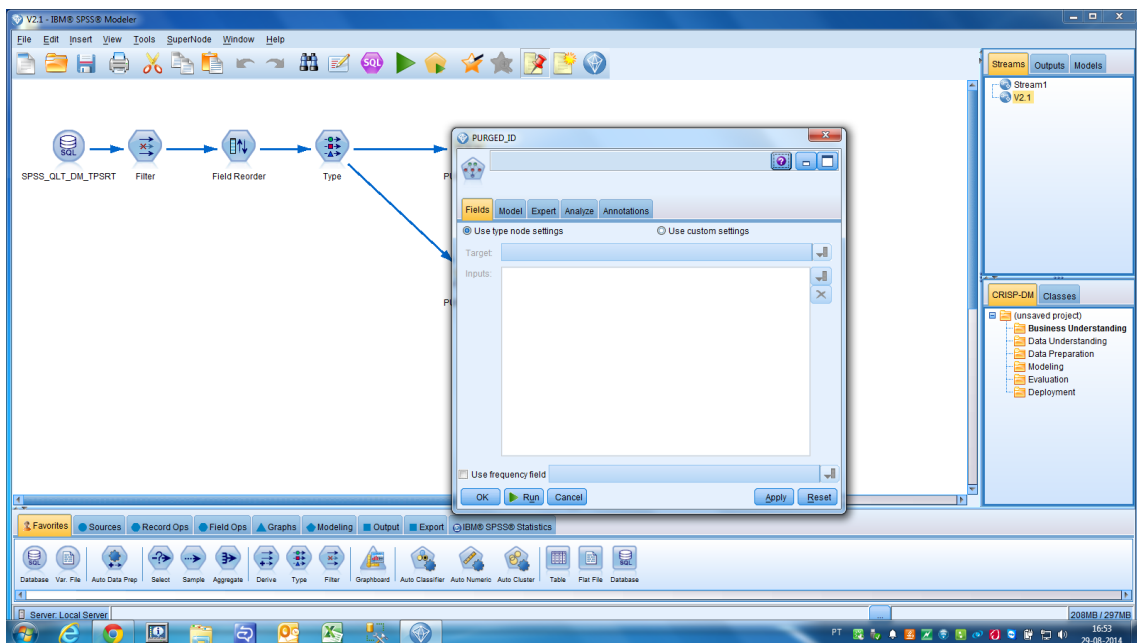 V2.1 - IBM® SPSS® Modeler
File Edit Insert View Tools SuperNode Window Help
SQL
Streams Outputs Models
Stream1
V2.1
SQL
SPSS_QLT_DM_TPSRT Filter Field Reorder Type
PURGED_ID
Fields Model Expert Analyze Annotations
Use type node settings Use custom settings
Target:
Inputs:
Use frequency field
OK Run Cancel Apply Reset
CRISP-DM Classes
(unsaved project)
Business Understanding
Data Understanding
Data Preparation
Modeling
Evaluation
Deployment
Favorites Sources Record Ops Field Ops Graphs Modeling Output Export IBM® SPSS® Statistics
Database Var. File Auto Data Prep Select Sample Aggregate Derive Type Filter Graphboard Auto Classifier Auto Numeric Auto Cluster Table Flat File Database
Server: Local Server 208MB / 297MB
PT 16:53
29-08-2014